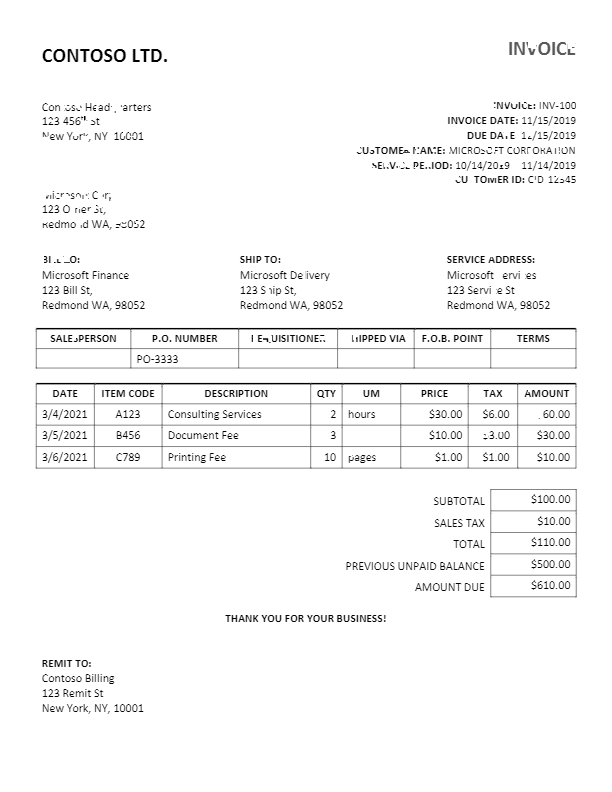 CONTOSO LTD.
INVOICE
Contoso Headquarters
123 456th St
New York, NY 10001
INVOICE: INV-100
INVOICE DATE: 11/15/2019
DUE DATE: 12/15/2019
CUSTOMER NAME: MICROSOFT CORPORATION
SERVICE PERIOD: 10/14/2019 11/14/2019
CUSTOMER ID: CID-12345
Microsoft Corp
123 Other St,
Redmond WA, 98052
BILL TO:
Microsoft Finance
123 Bill St,
Redmond WA, 98052
SHIP TO:
Microsoft Delivery
123 Ship St,
Redmond WA, 98052
SERVICE ADDRESS:
Microsoft Services
123 Service St
Redmond WA, 98052
SALESPERSON P.O. NUMBER REQUISITIONER SHIPPED VIA F.O.B. POINT TERMS
PO-3333
DATE ITEM CODE DESCRIPTION QTY UM PRICE TAX AMOUNT
3/4/2021 A123 Consulting Services 2 hours $30.00 $6.00 60.00
3/5/2021 B456 Document Fee 3 $10.00 $30.00
3/6/2021 C789 Printing Fee 10 pages $1.00 $1.00 $10.00
SUBTOTAL $100.00
SALES TAX $10.00
TOTAL $110.00
PREVIOUS UNPAID BALANCE $500.00
AMOUNT DUE $610.00
THANK YOU FOR YOUR BUSINESS!
REMIT TO:
Contoso Billing
123 Remit St
New York, NY, 10001